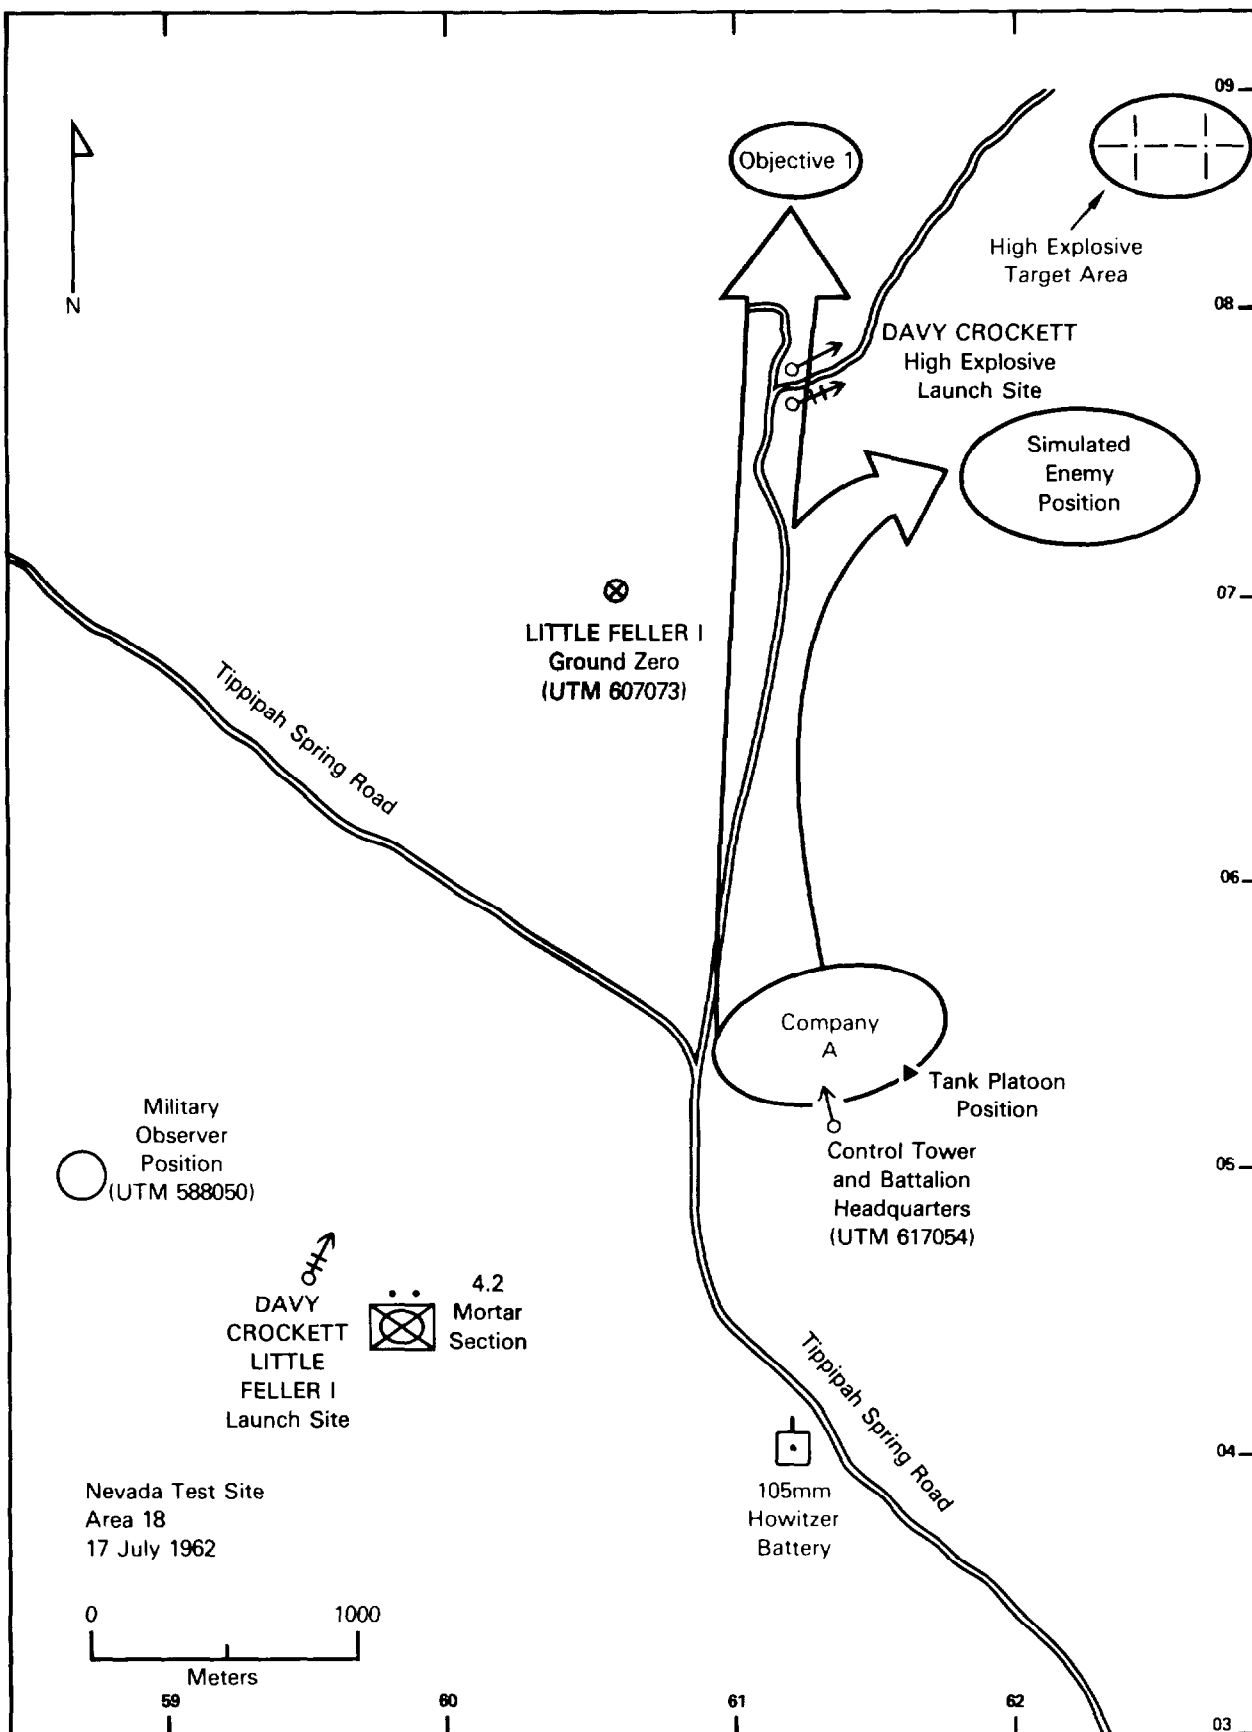 09
Objective 1
High Explosive
Target Area
N
08
DAVY CROCKETT
High Explosive
Launch Site
Simulated
Enemy
Position
07
LITTLE FELLER I
Ground Zero
(UTM 607073)
Tippipah Spring Road
06
Company
A
Tank Platoon
Position
Military
Observer
Position
(UTM 588050)
Control Tower
and Battalion
Headquarters
(UTM 617054)
05
DAVY
CROCKETT
LITTLE
FELLER I
Launch Site
4.2
Mortar
Section
Tippipah Spring Road
04
105mm
Howitzer
Battery
Nevada Test Site
Area 18
17 July 1962
0 1000
Meters
59 60 61 62
03